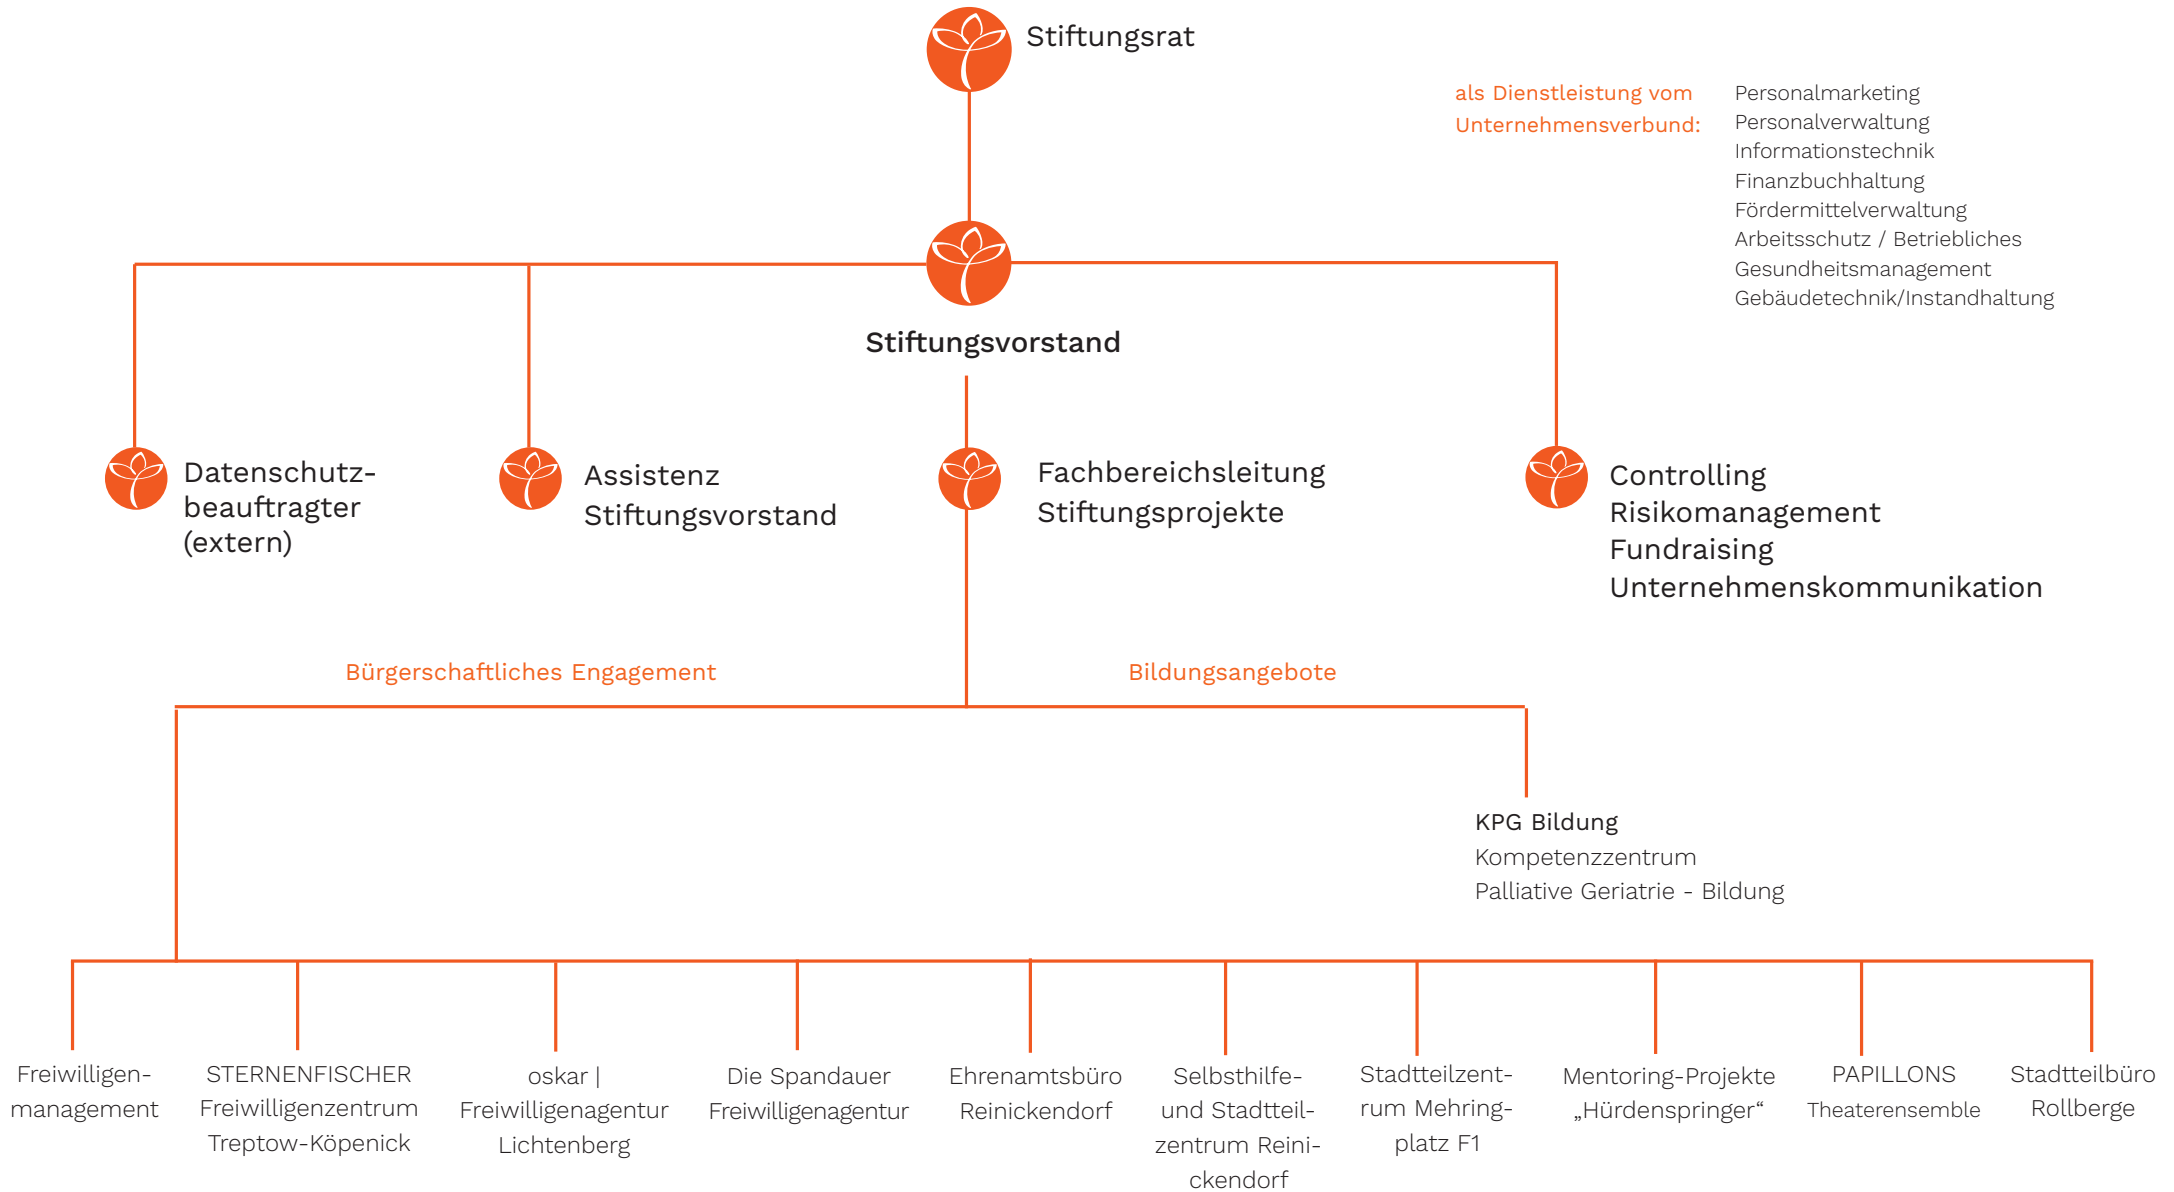 Stiftungsrat
als Dienstleistung vom
Unternehmensverbund:
Personalmarketing
Personalverwaltung
Informationstechnik
Finanzbuchhaltung
Fördermittelverwaltung
Arbeitsschutz / Betriebliches
Gesundheitsmanagement
Gebäudetechnik/Instandhaltung
Stiftungsvorstand
Datenschutz-
beauftragter
(extern)
Assistenz
Stiftungsvorstand
Fachbereichsleitung
Stiftungsprojekte
Controlling
Risikomanagement
Fundraising
Unternehmenskommunikation
Bürgerschaftliches Engagement
Bildungsangebote
KPG Bildung
Kompetenzzentrum
Palliative Geriatrie - Bildung
Freiwilligen-
management
STERNENFISCHER
Freiwilligenzentrum
Treptow-Köpenick
oskar |
Freiwilligenagentur
Lichtenberg
Die Spandauer
Freiwilligenagentur
Ehrenamtsbüro
Reinickendorf
Selbsthilfe-
und Stadtteil-
zentrum Reini-
ckendorf
Stadtteilzent-
rum Mehring-
platz F1
Mentoring-Projekte
„Hürdenspringer“
PAPILLONS
Theaterensemble
Stadtteilbüro
Rollberge